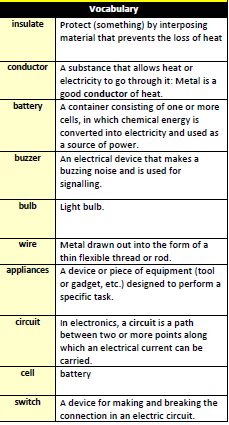 Vocabulary
insulate Protect (something) by interposing
material that prevents the loss of heat
conductor A substance that allows heat or
electricity to go through it: Metal is a
good conductor of heat.
battery A container consisting of one or more
cells, in which chemical energy is
converted into electricity and used as
a source of power.
buzzer An electrical device that makes a
buzzing noise and is used for
signalling.
bulb Light bulb.
wire Metal drawn out into the form of a
thin flexible thread or rod.
appliances A device or piece of equipment (tool
or gadget, etc.) designed to perform a
specific task.
circuit In electronics, a circuit is a path
between two or more points along
which an electrical current can be
carried.
cell battery
switch A device for making and breaking the
connection in an electric circuit.